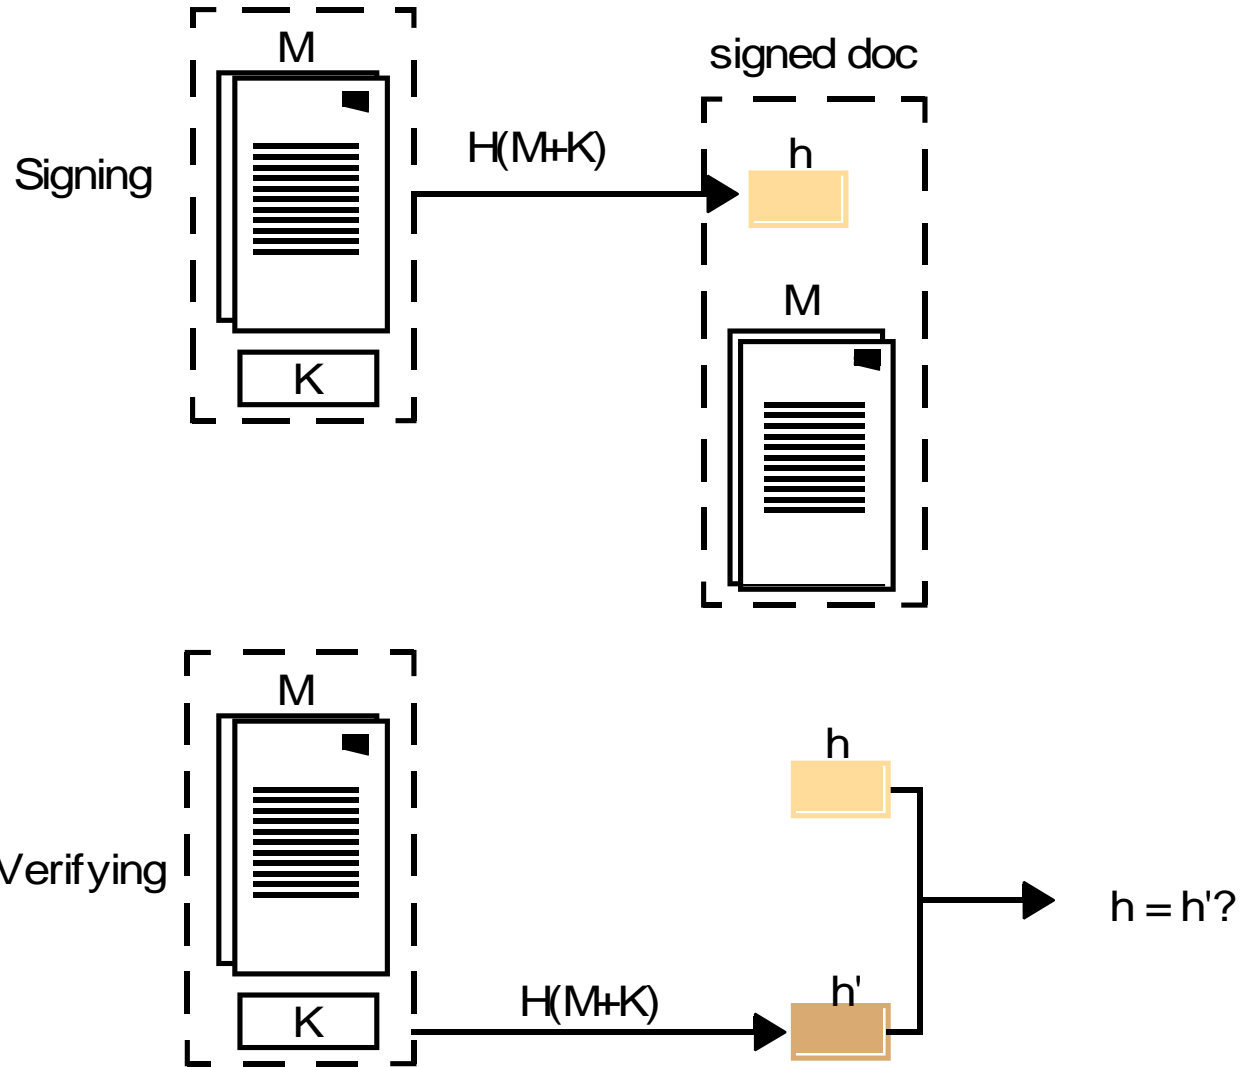 M
signed doc
H(M+K)
h
Signing
M
K
M
h
Verifying
h = h'?
h'
H(M+K)
K